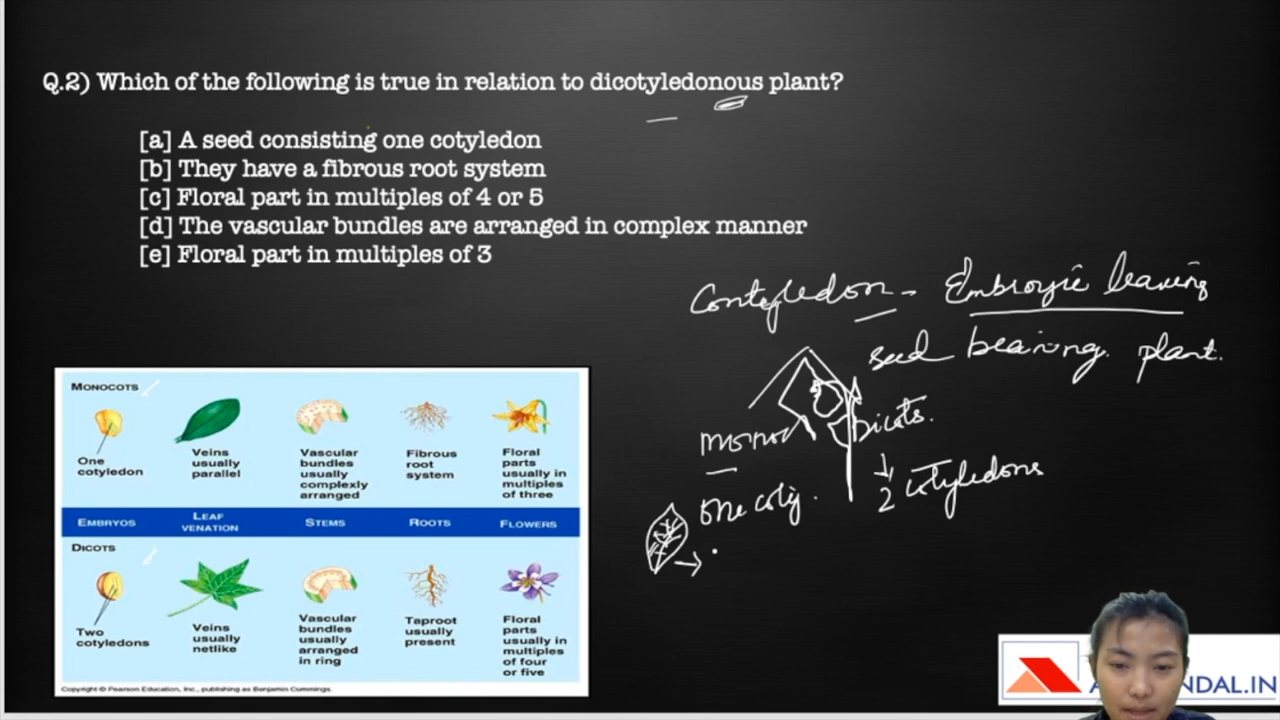 Q.2) Which of the following is true in relation to dicotyledonous plant?
[a] A seed consisting one cotyledon
[b] They have a fibrous root system
[c] Floral part in multiples of 4 or 5
[d] The vascular bundles are arranged in complex manner
[e] Floral part in multiples of 3
seed bearing plant.
Dicots.
2 cotyledons
one coty.
MONOCOTS
One
cotyledon
Veins
usually
parallel
Vascular
bundles
usually
complexly
arranged
Fibrous
root
system
Floral
parts
usually in
multiples
of three
EMBRYOS
LEAF
VENATION
STEMS
ROOTS
FLOWERS
DICOTS
Two
cotyledons
Veins
usually
netlike
Vascular
bundles
usually
arranged
in ring
Taproot
usually
present
Floral
parts
usually in
multiples
of four
or five
Copyright © Pearson Education, Inc., publishing as Benjamin Cummings.